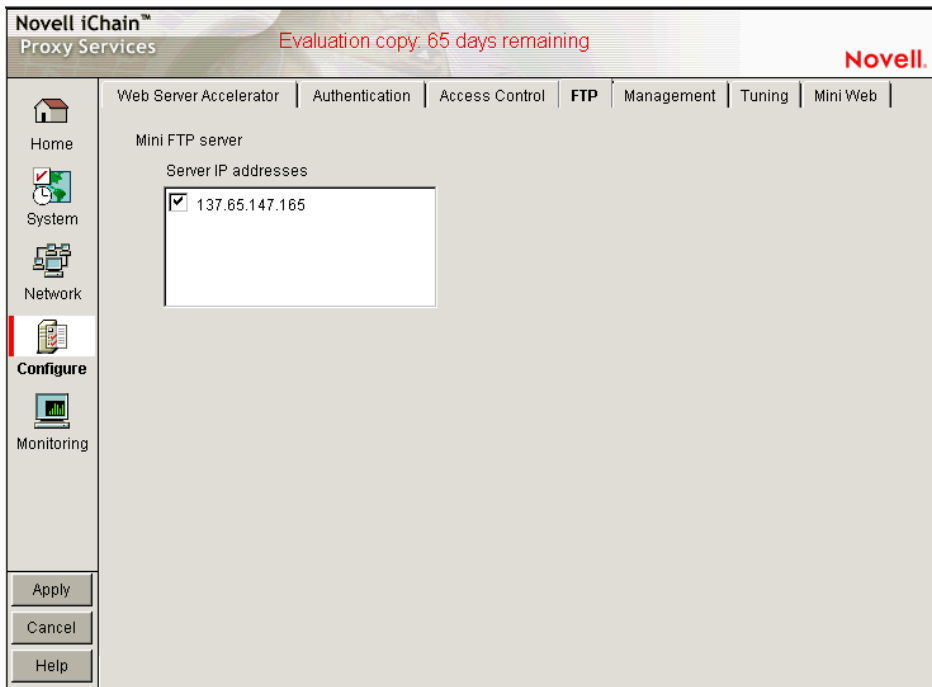 Novell iChain™
Proxy Services
Evaluation copy: 65 days remaining
Novell.
Web Server Accelerator
Authentication
Access Control
FTP
Management
Tuning
Mini Web
Home
System
Network
Configure
Monitoring
Mini FTP server
Server IP addresses
137.65.147.165
Apply
Cancel
Help